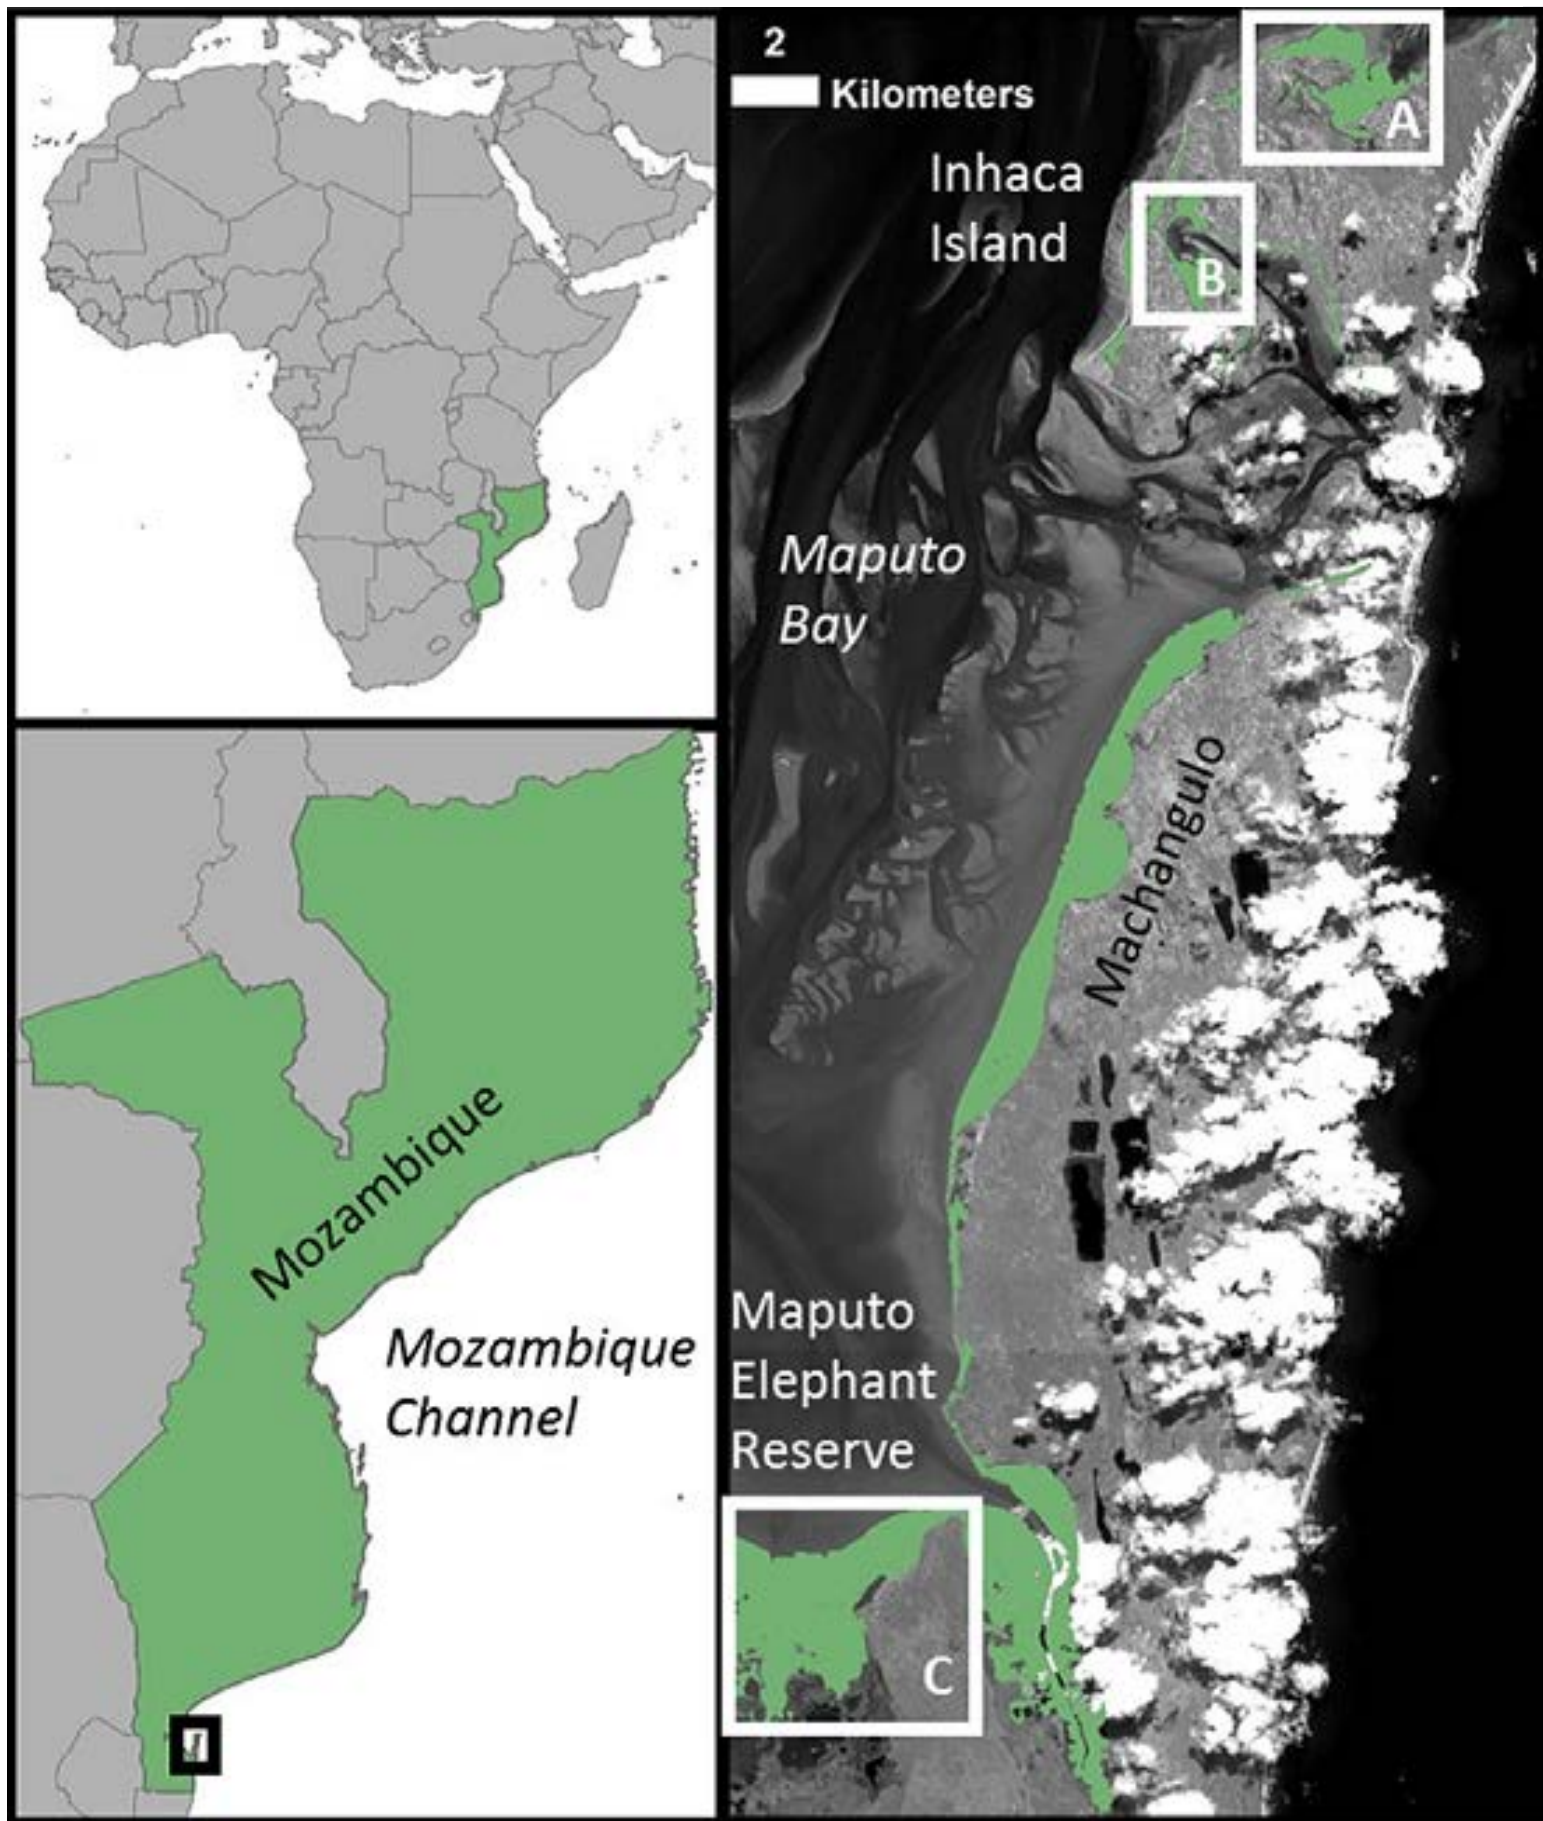 2
Kilometers
A
Inhaca
Island
B
Maputo
Bay
Machangulo
Mozambique
Mozambique
Channel
Maputo
Elephant
Reserve
C